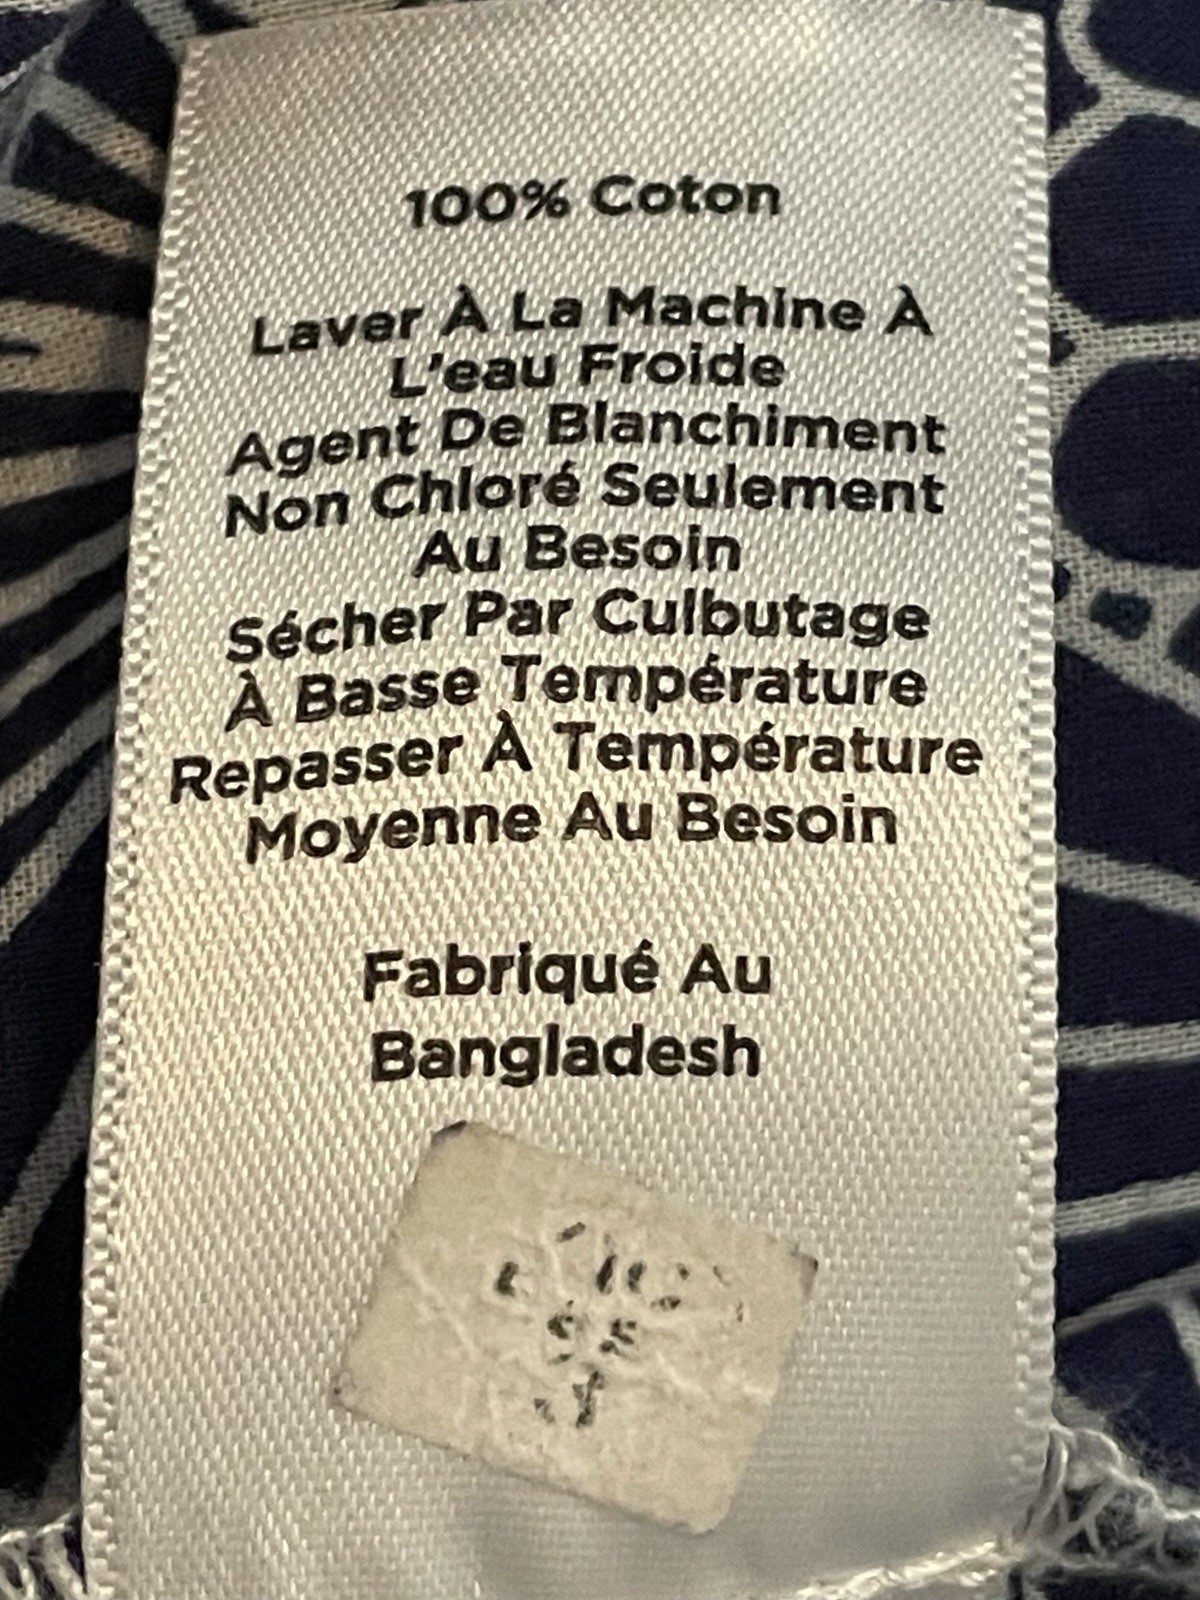 100% Coton
Laver À La Machine À
L'eau Froide
Agent De Blanchiment
Non Chloré Seulement
Au Besoin
Sécher Par Culbutage
À Basse Température
Repasser À Température
Moyenne Au Besoin
Fabriqué Au
Bangladesh